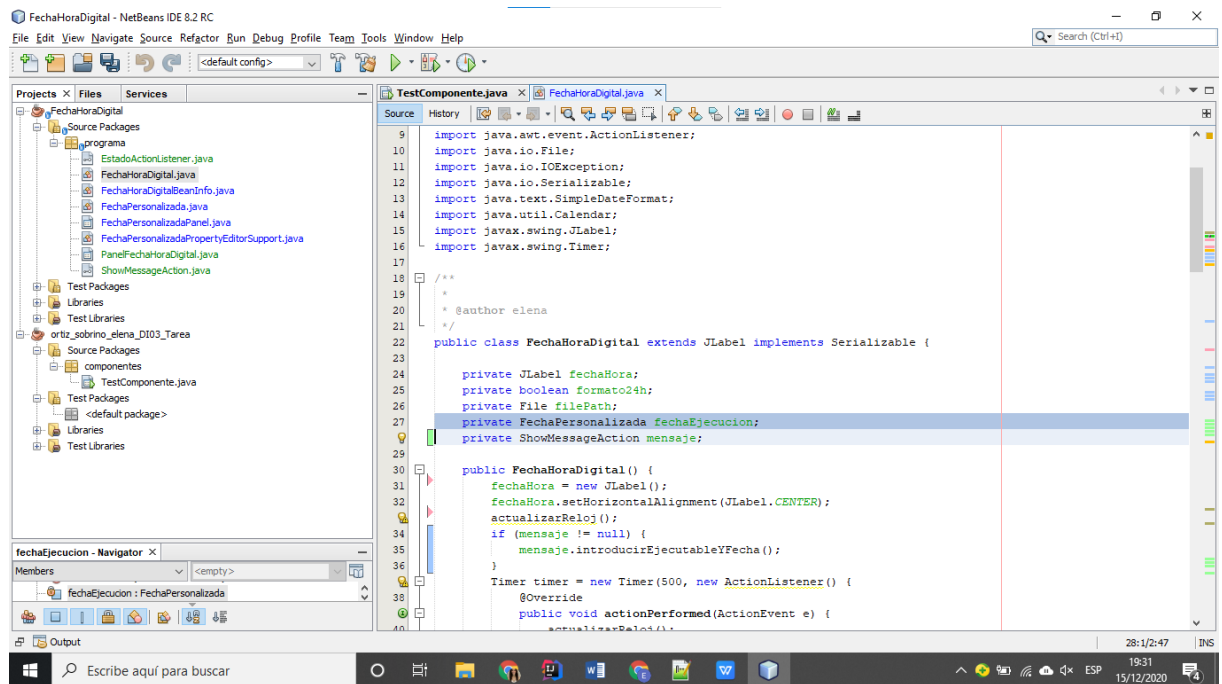 FechaHoraDigital - NetBeans IDE 8.2 RC
File Edit View Navigate Source Refactor Run Debug Profile Team Tools Window Help
Search (Ctrl+I)
<default config>
Projects Files Services
FechaHoraDigital
Source Packages
programa
EstadoActionListener.java
FechaHoraDigital.java
FechaHoraDigitalBeanInfo.java
FechaPersonalizada.java
FechaPersonalizadaPanel.java
FechaPersonalizadaPropertyEditorSupport.java
PanelFechaHoraDigital.java
ShowMessageAction.java
Test Packages
Libraries
Test Libraries
ortiz_sobrino_elena_DI03_Tarea
Source Packages
componentes
TestComponente.java
Test Packages
<default package>
Libraries
Test Libraries
fechaEjecucion - Navigator
Members <empty>
fechaEjecucion : FechaPersonalizada
TestComponente.java FechaHoraDigital.java
Source History
9 import java.awt.event.ActionListener;
10 import java.io.File;
11 import java.io.IOException;
12 import java.io.Serializable;
13 import java.text.SimpleDateFormat;
14 import java.util.Calendar;
15 import javax.swing.JLabel;
16 import javax.swing.Timer;
17
18 /**
19 *
20 * @author elena
21 */
22 public class FechaHoraDigital extends JLabel implements Serializable {
23
24 private JLabel fechaHora;
25 private boolean formato24h;
26 private File filePath;
27 private FechaPersonalizada fechaEjecucion;
private ShowMessageAction mensaje;
29
30 public FechaHoraDigital() {
31 fechaHora = new JLabel();
32 fechaHora.setHorizontalAlignment(JLabel.CENTER);
actualizarReloj();
34 if (mensaje != null) {
35 mensaje.introducirEjecutableYFecha();
36 }
Timer timer = new Timer(500, new ActionListener() {
38 @Override
public void actionPerformed(ActionEvent e) {
40 actualizarReloj();
Output
28:1/2:47 INS
Escribe aquí para buscar
ESP
19:31
15/12/2020
4